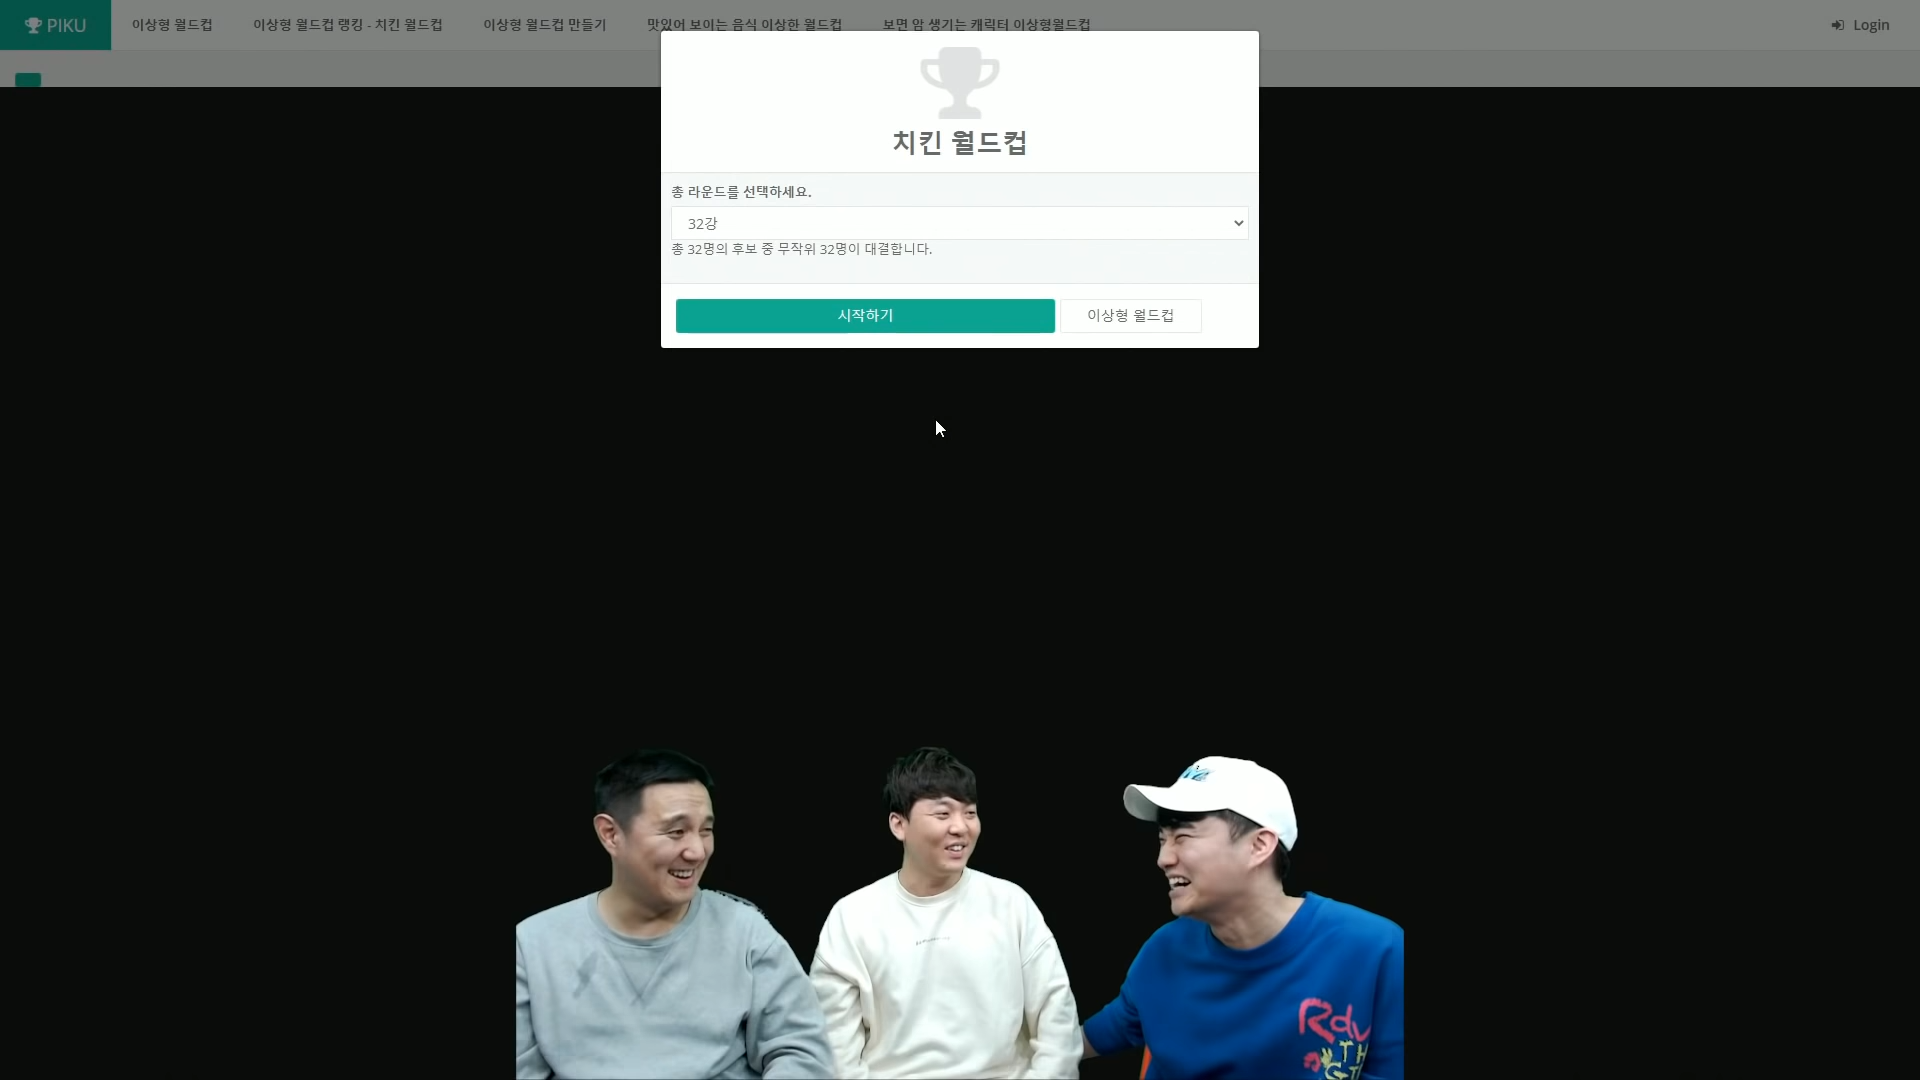 PIKU
이상형 월드컵
이상형 월드컵 랭킹 - 치킨 월드컵
이상형 월드컵 만들기
맛있어 보이는 음식 이상한 월드컵
보면 암 생기는 캐릭터 이상형월드컵
Login
치킨 월드컵
총 라운드를 선택하세요.
32강
총 32명의 후보 중 무작위 32명이 대결합니다.
시작하기
이상형 월드컵